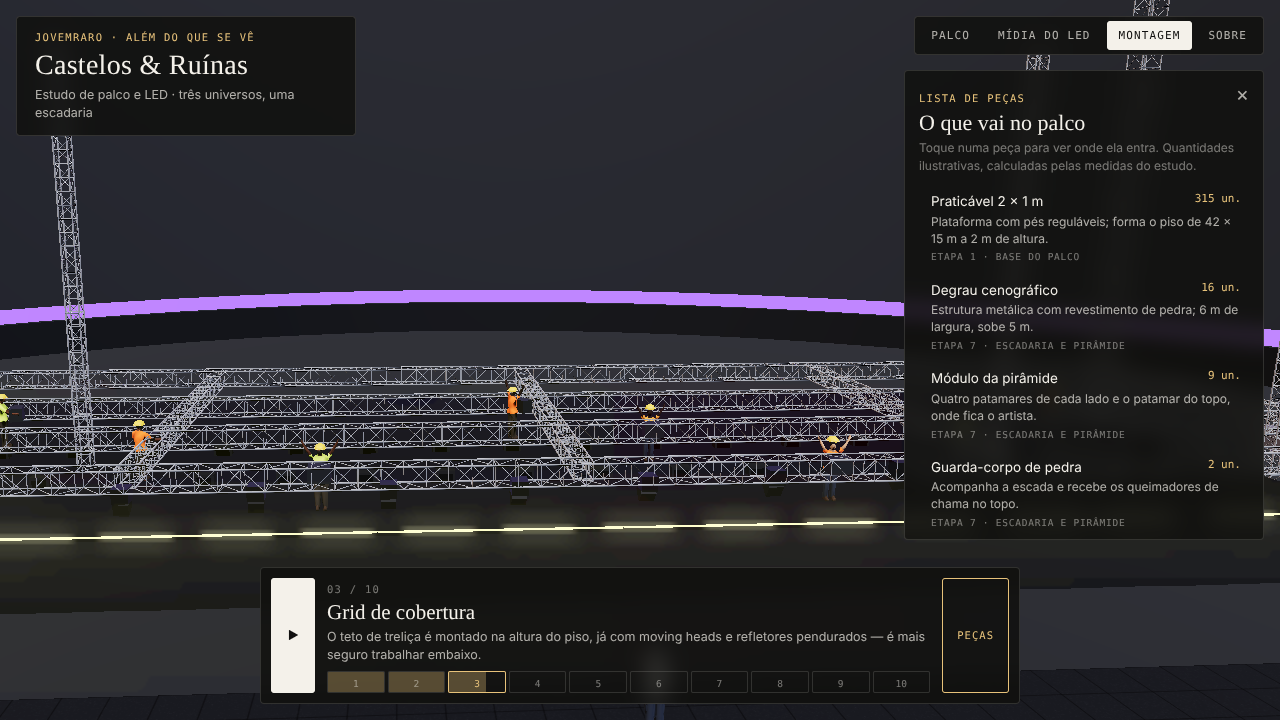 JOVEMRARO · ALÉM DO QUE SE VÊ
Castelos & Ruínas
Estudo de palco e LED · três universos, uma
escadaria
PALCO
MÍDIA DO LED
MONTAGEM
SOBRE
LISTA DE PEÇAS
✕
O que vai no palco
Toque numa peça para ver onde ela entra. Quantidades
ilustrativas, calculadas pelas medidas do estudo.
Praticável 2 × 1 m
315 un.
Plataforma com pés reguláveis; forma o piso de 42 ×
15 m a 2 m de altura.
ETAPA 1 · BASE DO PALCO
Degrau cenográfico
16 un.
Estrutura metálica com revestimento de pedra; 6 m de
largura, sobe 5 m.
ETAPA 7 · ESCADARIA E PIRÂMIDE
Módulo da pirâmide
9 un.
Quatro patamares de cada lado e o patamar do topo,
onde fica o artista.
ETAPA 7 · ESCADARIA E PIRÂMIDE
Guarda-corpo de pedra
2 un.
Acompanha a escada e recebe os queimadores de
chama no topo.
ETAPA 7 · ESCADARIA E PIRÂMIDE
03 / 10
Grid de cobertura
O teto de treliça é montado na altura do piso, já com moving heads e refletores pendurados — é mais
seguro trabalhar embaixo.
1
2
3
4
5
6
7
8
9
10
PEÇAS